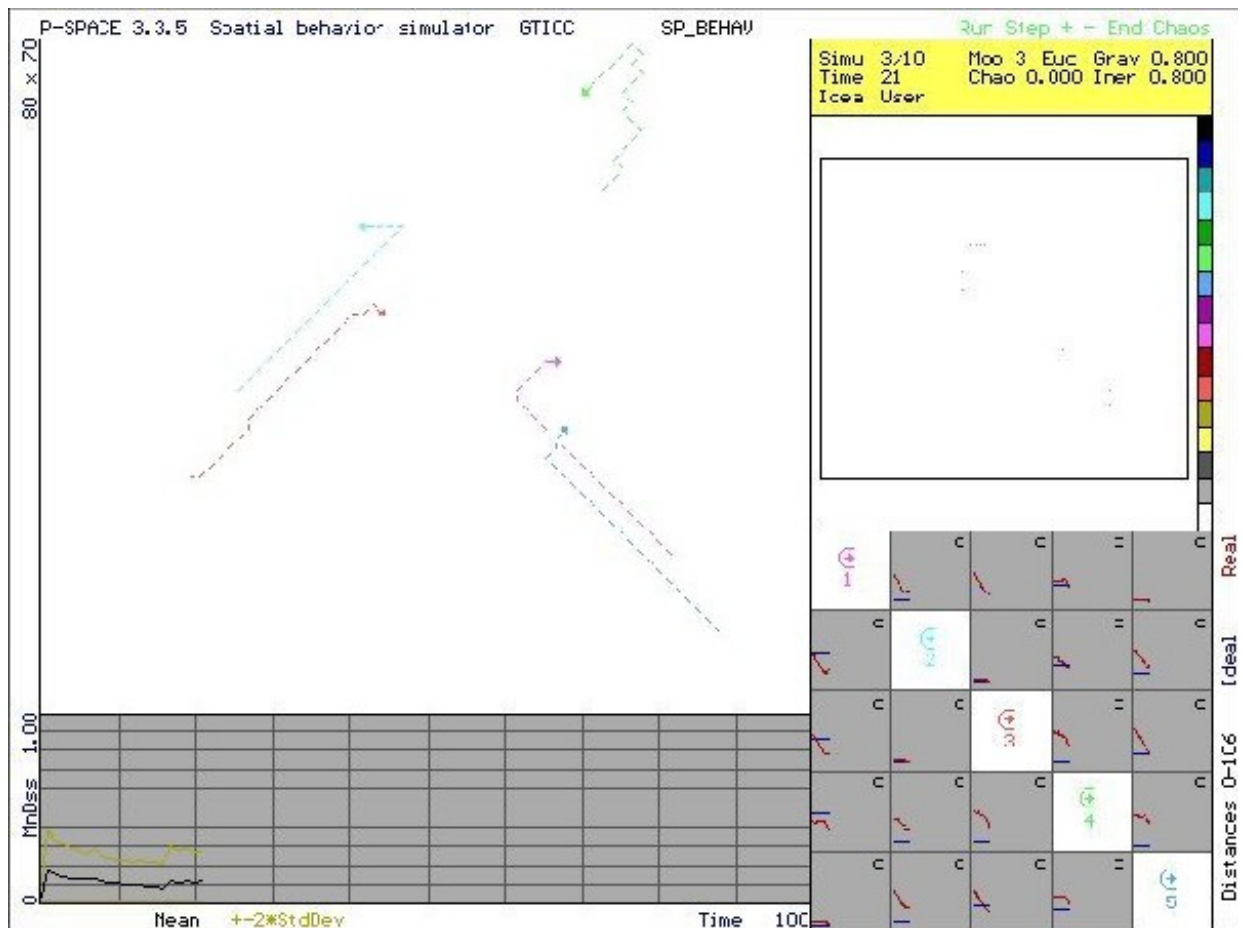 P-SPACE 3.3.5 Spatial behavior simulator GTICC SP_BEHAV
Run Step + - End Chaos
80 x 70
Simu 3/10 Moo 3 Euc Grav 0.800
Time 21 Chao 0.000 Iner 0.800
User
1 C C = C
C 2 C = C
C C 3 = C
C C C 4 C
C C C = 5
Real
Ideal
Distances 0-106
MnDss
1.00
0
Mean +-2*StdDev Time 100